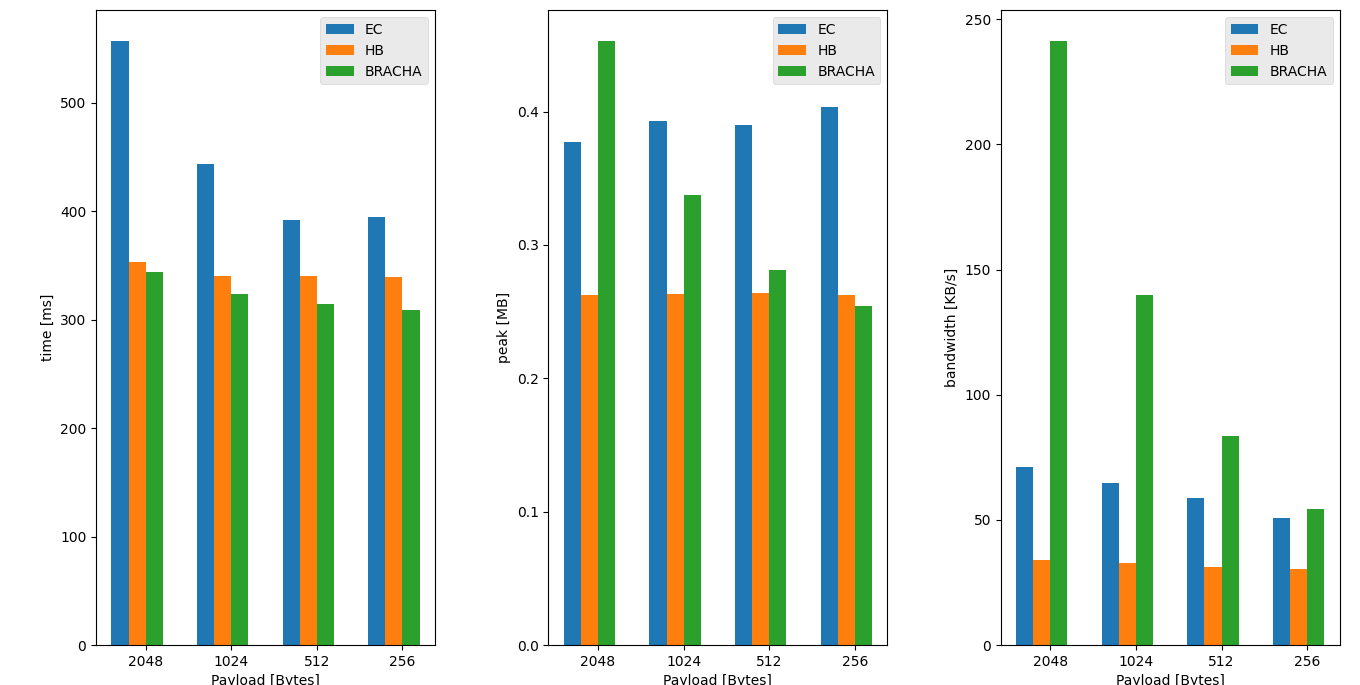 time [ms]
500
400
300
200
100
0
2048 1024 512 256
Payload [Bytes]
EC
HB
BRACHA
peak [MB]
0.4
0.3
0.2
0.1
0.0
2048 1024 512 256
Payload [Bytes]
EC
HB
BRACHA
bandwidth [KB/s]
250
200
150
100
50
0
2048 1024 512 256
Payload [Bytes]
EC
HB
BRACHA